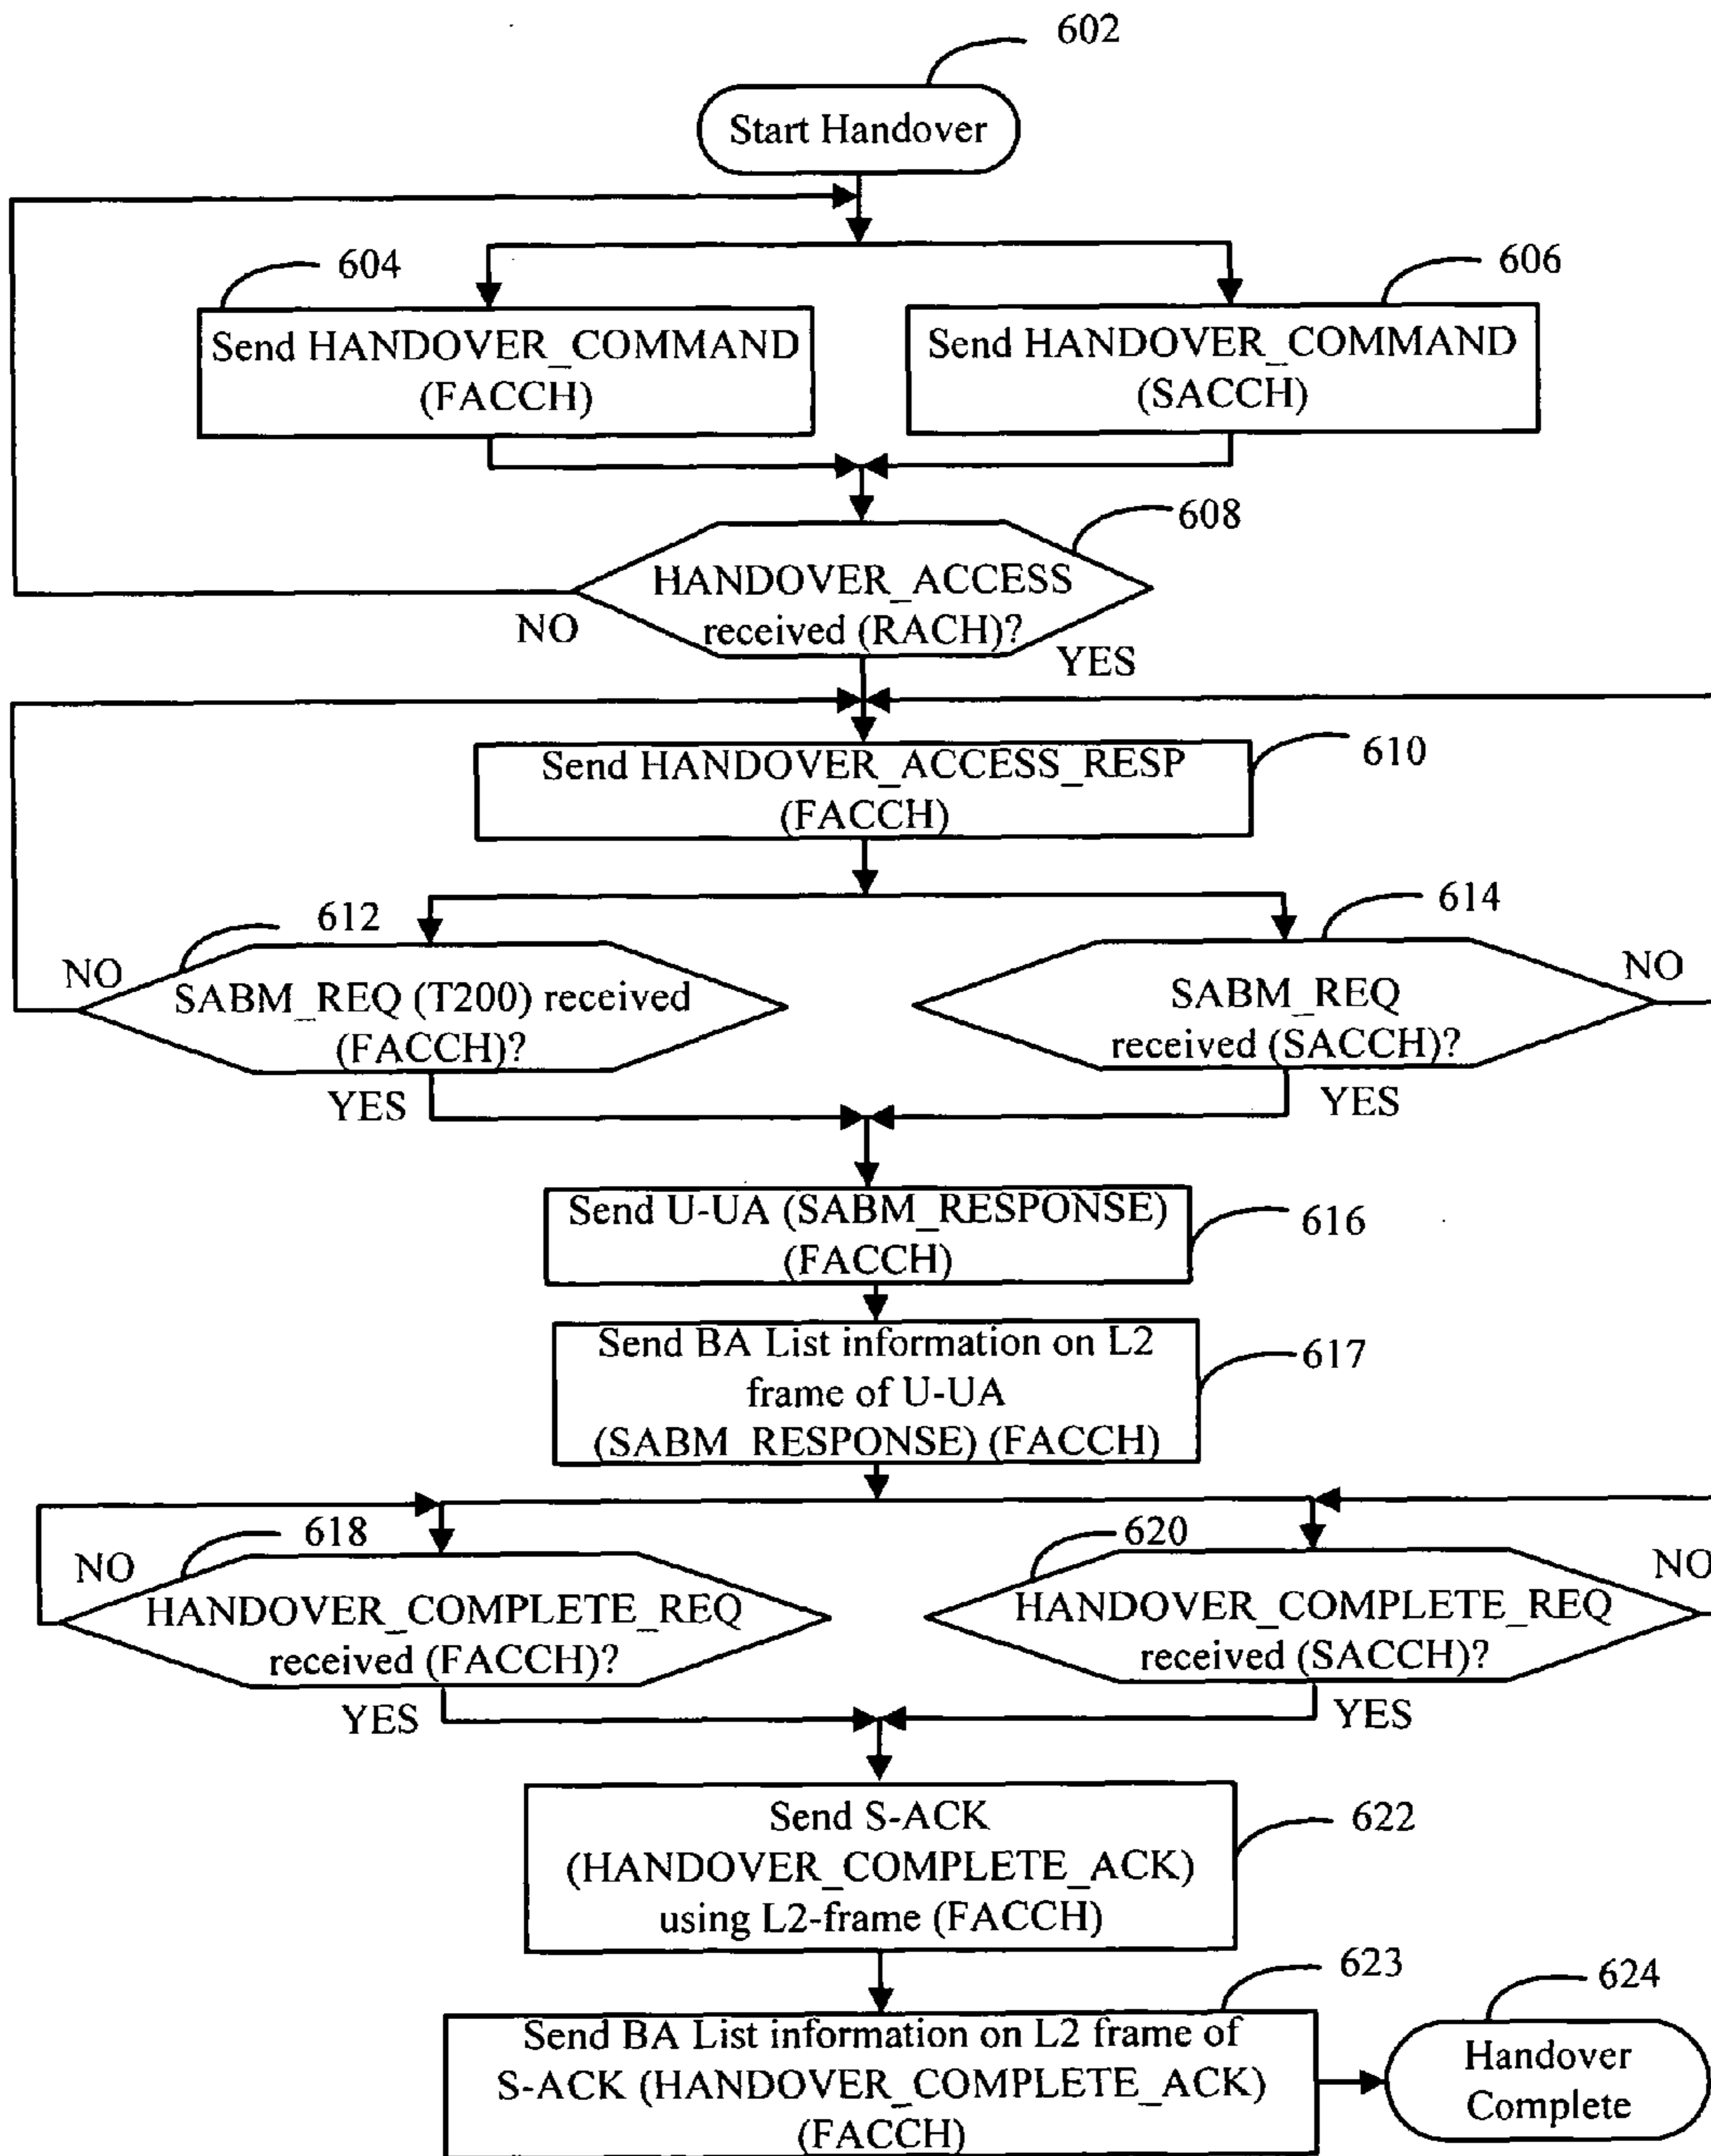 602
Start Handover
604
606
Send HANDOVER_COMMAND
(FACCH)
Send HANDOVER_COMMAND
(SACCH)
608
HANDOVER_ACCESS
received (RACH)?
NO
YES
610
Send HANDOVER_ACCESS_RESP
(FACCH)
612
614
NO
SABM_REQ (T200) received
(FACCH)?
NO
SABM_REQ
received (SACCH)?
YES
YES
Send U-UA (SABM_RESPONSE)
(FACCH)
616
Send BA List information on L2
frame of U-UA
(SABM_RESPONSE) (FACCH)
617
618
620
NO
HANDOVER_COMPLETE_REQ
received (FACCH)?
NO
HANDOVER_COMPLETE_REQ
received (SACCH)?
YES
YES
Send S-ACK
(HANDOVER_COMPLETE_ACK)
using L2-frame (FACCH)
622
623
624
Send BA List information on L2 frame of
S-ACK (HANDOVER_COMPLETE_ACK)
(FACCH)
Handover
Complete